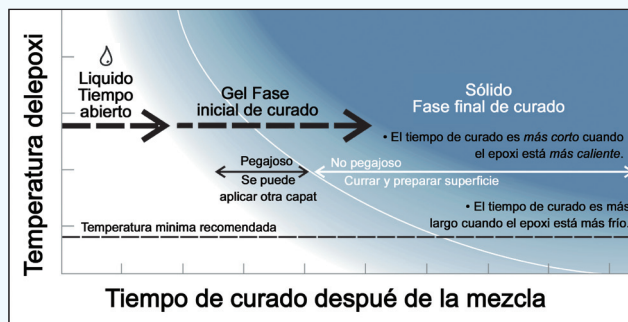 Temperatura delepoxi
Liquido
Tiempo
abierto
Gel Fase
inicial de curado
Sólido
Fase final de curado
• El tiempo de curado es más corto cuando
el epoxi está más caliente.
Pegajoso
Se puede
aplicar otra capat
No pegajoso
Currar y preparar superficie
• El tiempo de curado es más
largo cuando el epoxi está más frío.
Temperatura minima recomendada
Tiempo de curado despué de la mezcla